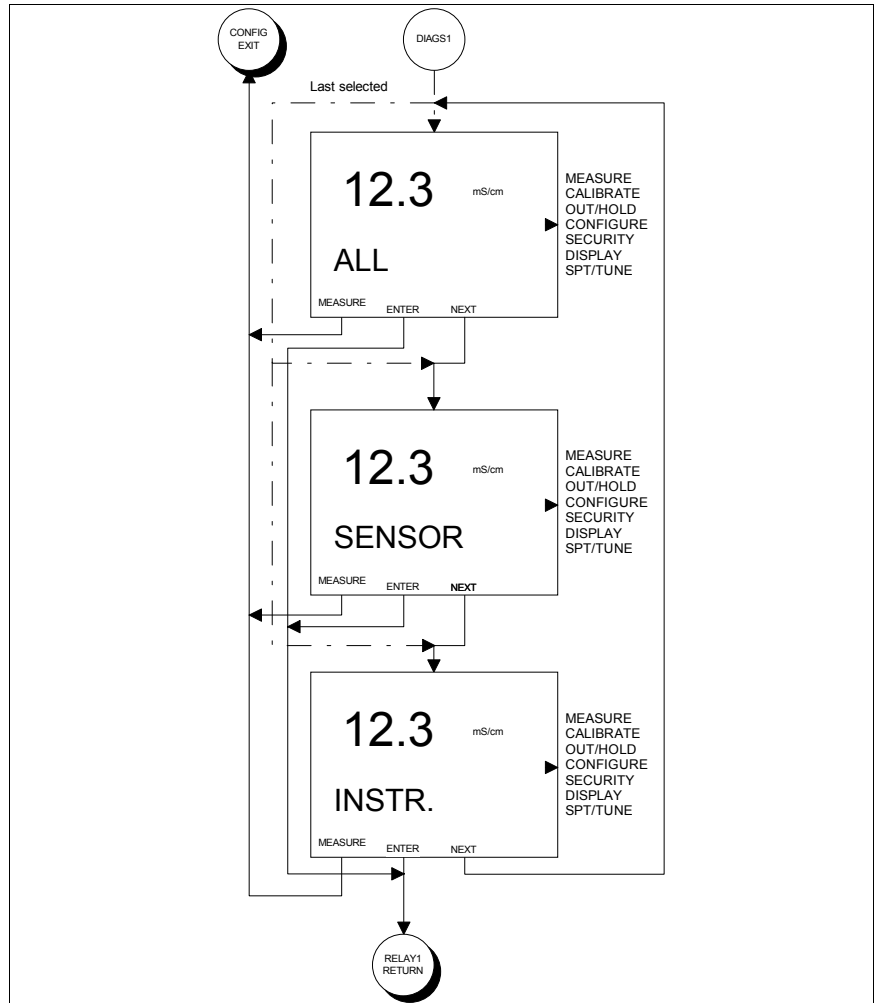 CONFIG
EXIT
DIAGS1
Last selected
12.3
mS/cm
ALL
MEASURE
ENTER
NEXT
MEASURE
CALIBRATE
OUT/HOLD
CONFIGURE
SECURITY
DISPLAY
SPT/TUNE
12.3
mS/cm
SENSOR
MEASURE
ENTER
NEXT
MEASURE
CALIBRATE
OUT/HOLD
CONFIGURE
SECURITY
DISPLAY
SPT/TUNE
12.3
mS/cm
INSTR.
MEASURE
ENTER
NEXT
MEASURE
CALIBRATE
OUT/HOLD
CONFIGURE
SECURITY
DISPLAY
SPT/TUNE
RELAY1
RETURN